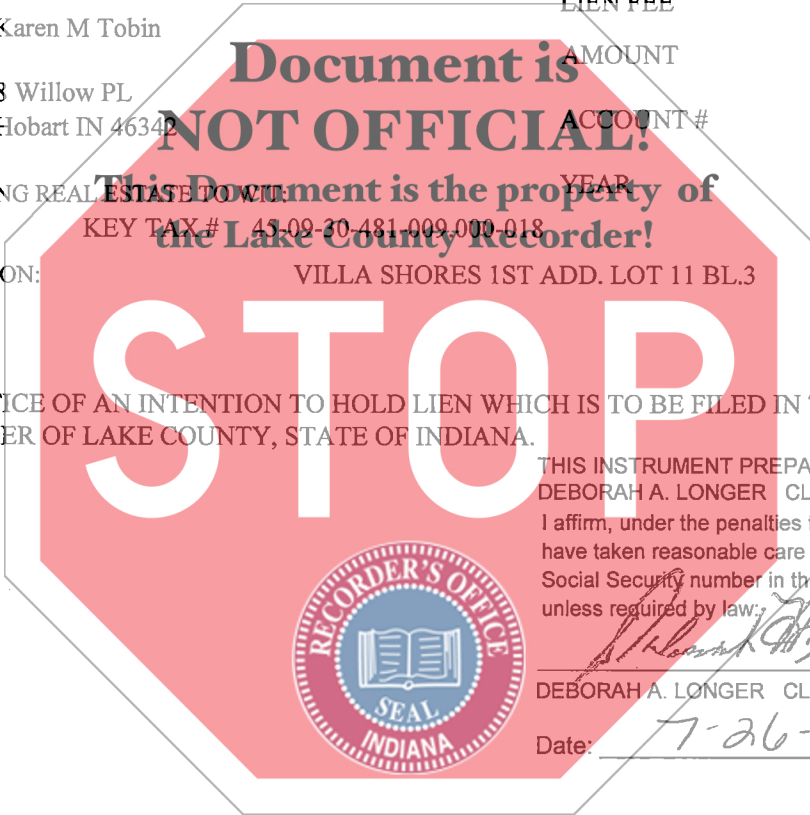 LIEN FEE
Karen M Tobin
AMOUNT
Document is
Willow PL
Hobart IN 46342
ACCOUNT #
NOT OFFICIAL!
YEAR
NG REAL ESTATE TO WIT:
This Document is the property of
KEY TAX # 45-09-30-481-009.000-018
the Lake County Recorder!
ON: VILLA SHORES 1ST ADD. LOT 11 BL.3
STOP
ICE OF AN INTENTION TO HOLD LIEN WHICH IS TO BE FILED IN
ER OF LAKE COUNTY, STATE OF INDIANA.
THIS INSTRUMENT PREPA
DEBORAH A. LONGER CL
I affirm, under the penalties
have taken reasonable care
Social Security number in th
unless required by law:
RECORDER'S OFFICE
SEAL
INDIANA
DEBORAH A. LONGER CL
Date: 7-26-